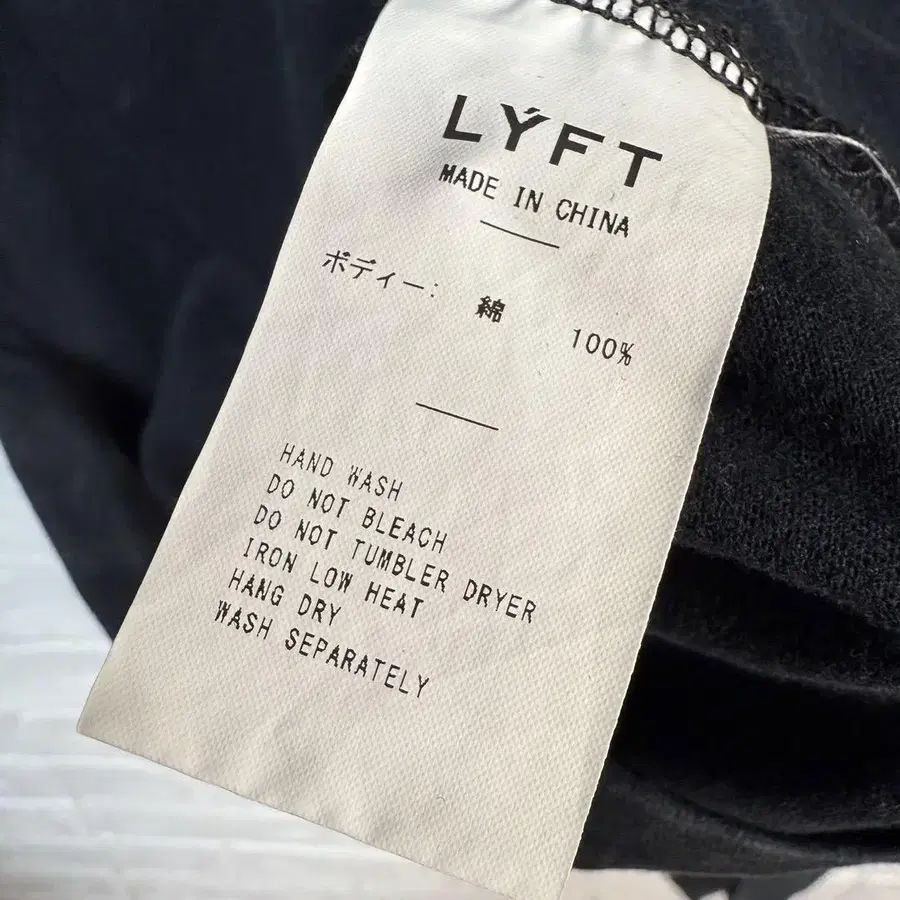 LÝFT
MADE IN CHINA
ボディー: 綿 100%
HAND WASH
DO NOT BLEACH
DO NOT TUMBLER DRYER
IRON LOW HEAT
HANG DRY
WASH SEPARATELY